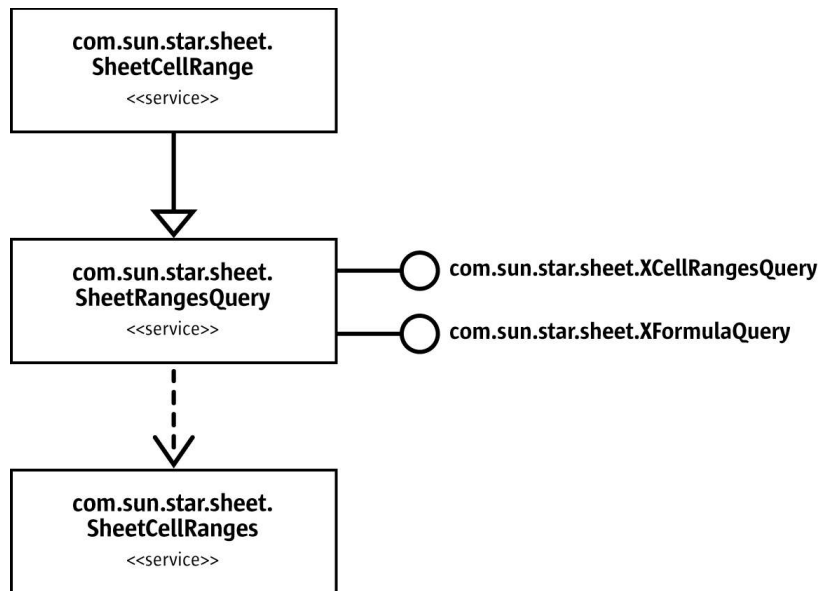 com.sun.star.sheet.
SheetCellRange
<<service>>
com.sun.star.sheet.
SheetRangesQuery
<<service>>
com.sun.star.sheet.XCellRangesQuery
com.sun.star.sheet.XFormulaQuery
com.sun.star.sheet.
SheetCellRanges
<<service>>